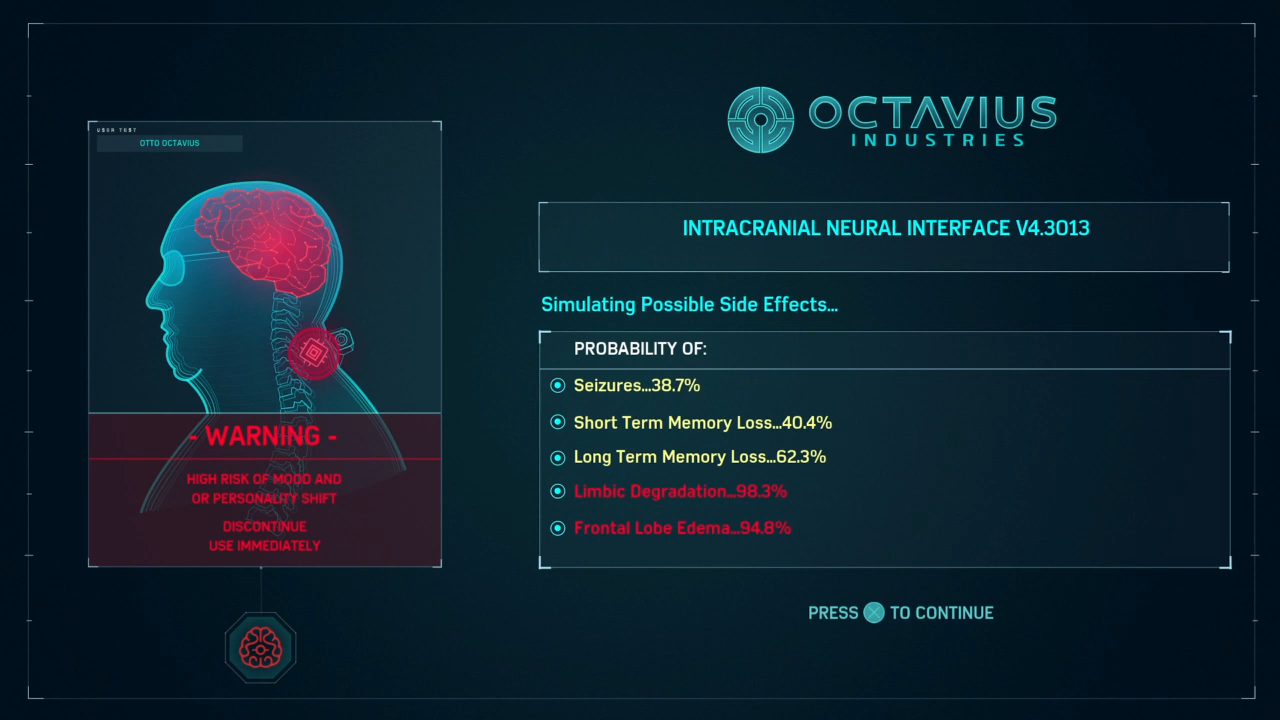 USER TEST
OTTO OCTAVIUS
- WARNING -
HIGH RISK OF MOOD AND
OR PERSONALITY SHIFT
DISCONTINUE
USE IMMEDIATELY
OCTAVIUS
INDUSTRIES
INTRACRANIAL NEURAL INTERFACE V4.3013
Simulating Possible Side Effects...
PROBABILITY OF:
Seizures...38.7%
Short Term Memory Loss...40.4%
Long Term Memory Loss...62.3%
Limbic Degradation...98.3%
Frontal Lobe Edema...94.8%
PRESS TO CONTINUE